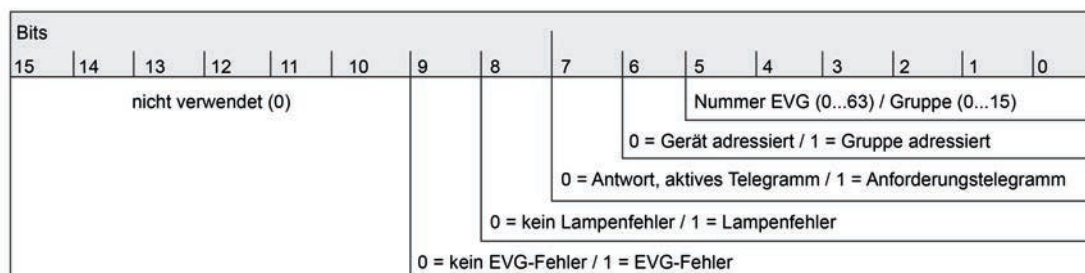 Bits
15 14 13 12 11 10 9 8 7 6 5 4 3 2 1 0
nicht verwendet (0)
Nummer EVG (0...63) / Gruppe (0...15)
0 = Gerät adressiert / 1 = Gruppe adressiert
0 = Antwort, aktives Telegramm / 1 = Anforderungstelegramm
0 = kein Lampenfehler / 1 = Lampenfehler
0 = kein EVG-Fehler / 1 = EVG-Fehler